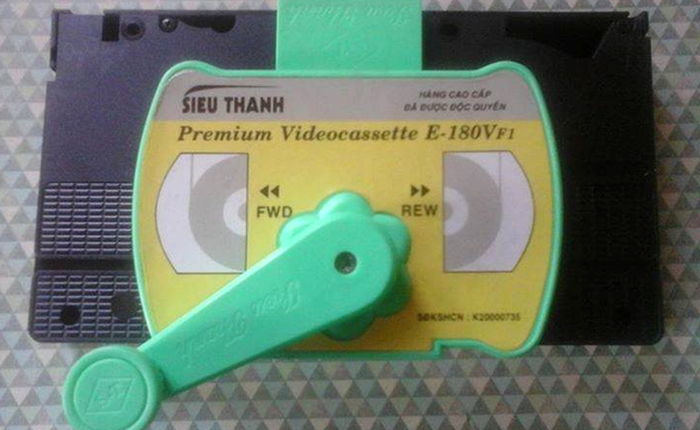 SIEU THANH
HÀNG CAO CẤP
ĐÃ ĐƯỢC ĐỘC QUYỀN
Premium Videocassette E-180VF1
FWD
REW
SĐKSHCN : K20000735